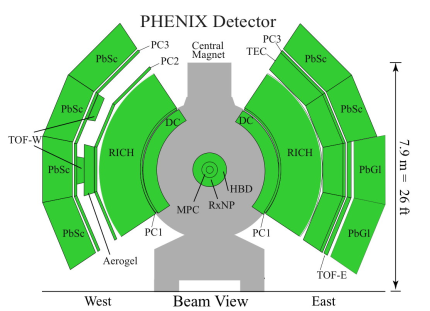 PHENIX Detector
PC3
Central
Magnet
PC3
TEC
PbSc
PC2
PbSc
PbSc
PbSc
DC
DC
TOF-W
RICH
RICH
PbSc
PbGl
HBD
MPC
RxNP
7.9 m = 26 ft
PbSc
PC1
PC1
PbGl
Aerogel
TOF-E
West
Beam View
East